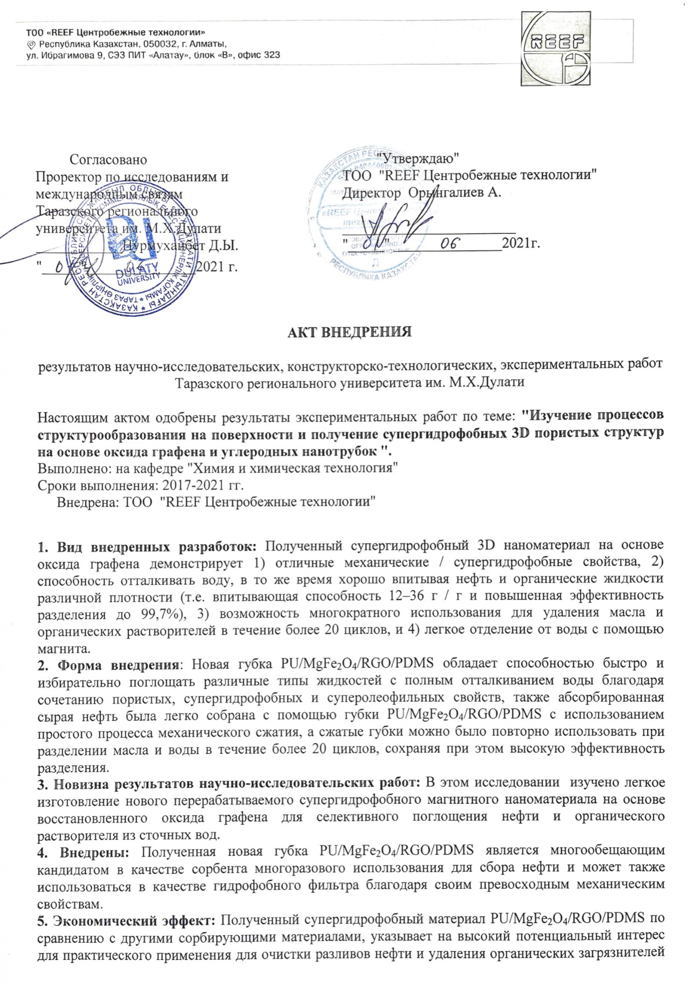 ТОО «REEF Центробежные технологии»
Республика Казахстан, 050032, г. Алматы,
ул. Ибрагимова 9, СЭЗ ПИТ «Алатау», блок «В», офис 323
REEF
Согласовано
Проректор по исследованиям и
международным связям
Таразского регионального
университета им. М.Х.Дулати
Нурмуханбет Д.Ы.
" " 06 2021 г.
DULATY
UNIVERSITY
"Утверждаю"
ТОО "REEF Центробежные технологии"
Директор Орынгалиев А.
" " 06 2021г.
РЕСПУБЛИКА КАЗАХСТАН
АКТ ВНЕДРЕНИЯ
результатов научно-исследовательских, конструкторско-технологических, экспериментальных работ
Таразского регионального университета им. М.Х.Дулати
Настоящим актом одобрены результаты экспериментальных работ по теме: "Изучение процессов
структурообразования на поверхности и получение супергидрофобных 3D пористых структур
на основе оксида графена и углеродных нанотрубок ".
Выполнено: на кафедре "Химия и химическая технология"
Сроки выполнения: 2017-2021 гг.
Внедрена: ТОО "REEF Центробежные технологии"
1. Вид внедренных разработок: Полученный супергидрофобный 3D наноматериал на основе
оксида графена демонстрирует 1) отличные механические / супергидрофобные свойства, 2)
способность отталкивать воду, в то же время хорошо впитывая нефть и органические жидкости
различной плотности (т.е. впитывающая способность 12–36 г / г и повышенная эффективность
разделения до 99,7%), 3) возможность многократного использования для удаления масла и
органических растворителей в течение более 20 циклов, и 4) легкое отделение от воды с помощью
магнита.
2. Форма внедрения: Новая губка PU/MgFe₂O₄/RGO/PDMS обладает способностью быстро и
избирательно поглощать различные типы жидкостей с полным отталкиванием воды благодаря
сочетанию пористых, супергидрофобных и суперолеофильных свойств, также абсорбированная
сырая нефть была легко собрана с помощью губки PU/MgFe₂O₄/RGO/PDMS с использованием
простого процесса механического сжатия, а сжатые губки можно было повторно использовать при
разделении масла и воды в течение более 20 циклов, сохраняя при этом высокую эффективность
разделения.
3. Новизна результатов научно-исследовательских работ: В этом исследовании изучено легкое
изготовление нового перерабатываемого супергидрофобного магнитного наноматериала на основе
восстановленного оксида графена для селективного поглощения нефти и органического
растворителя из сточных вод.
4. Внедрены: Полученная новая губка PU/MgFe₂O₄/RGO/PDMS является многообещающим
кандидатом в качестве сорбента многоразового использования для сбора нефти и может также
использоваться в качестве гидрофобного фильтра благодаря своим превосходным механическим
свойствам.
5. Экономический эффект: Полученный супергидрофобный материал PU/MgFe₂O₄/RGO/PDMS по
сравнению с другими сорбирующими материалами, указывает на высокий потенциальный интерес
для практического применения для очистки разливов нефти и удаления органических загрязнителей